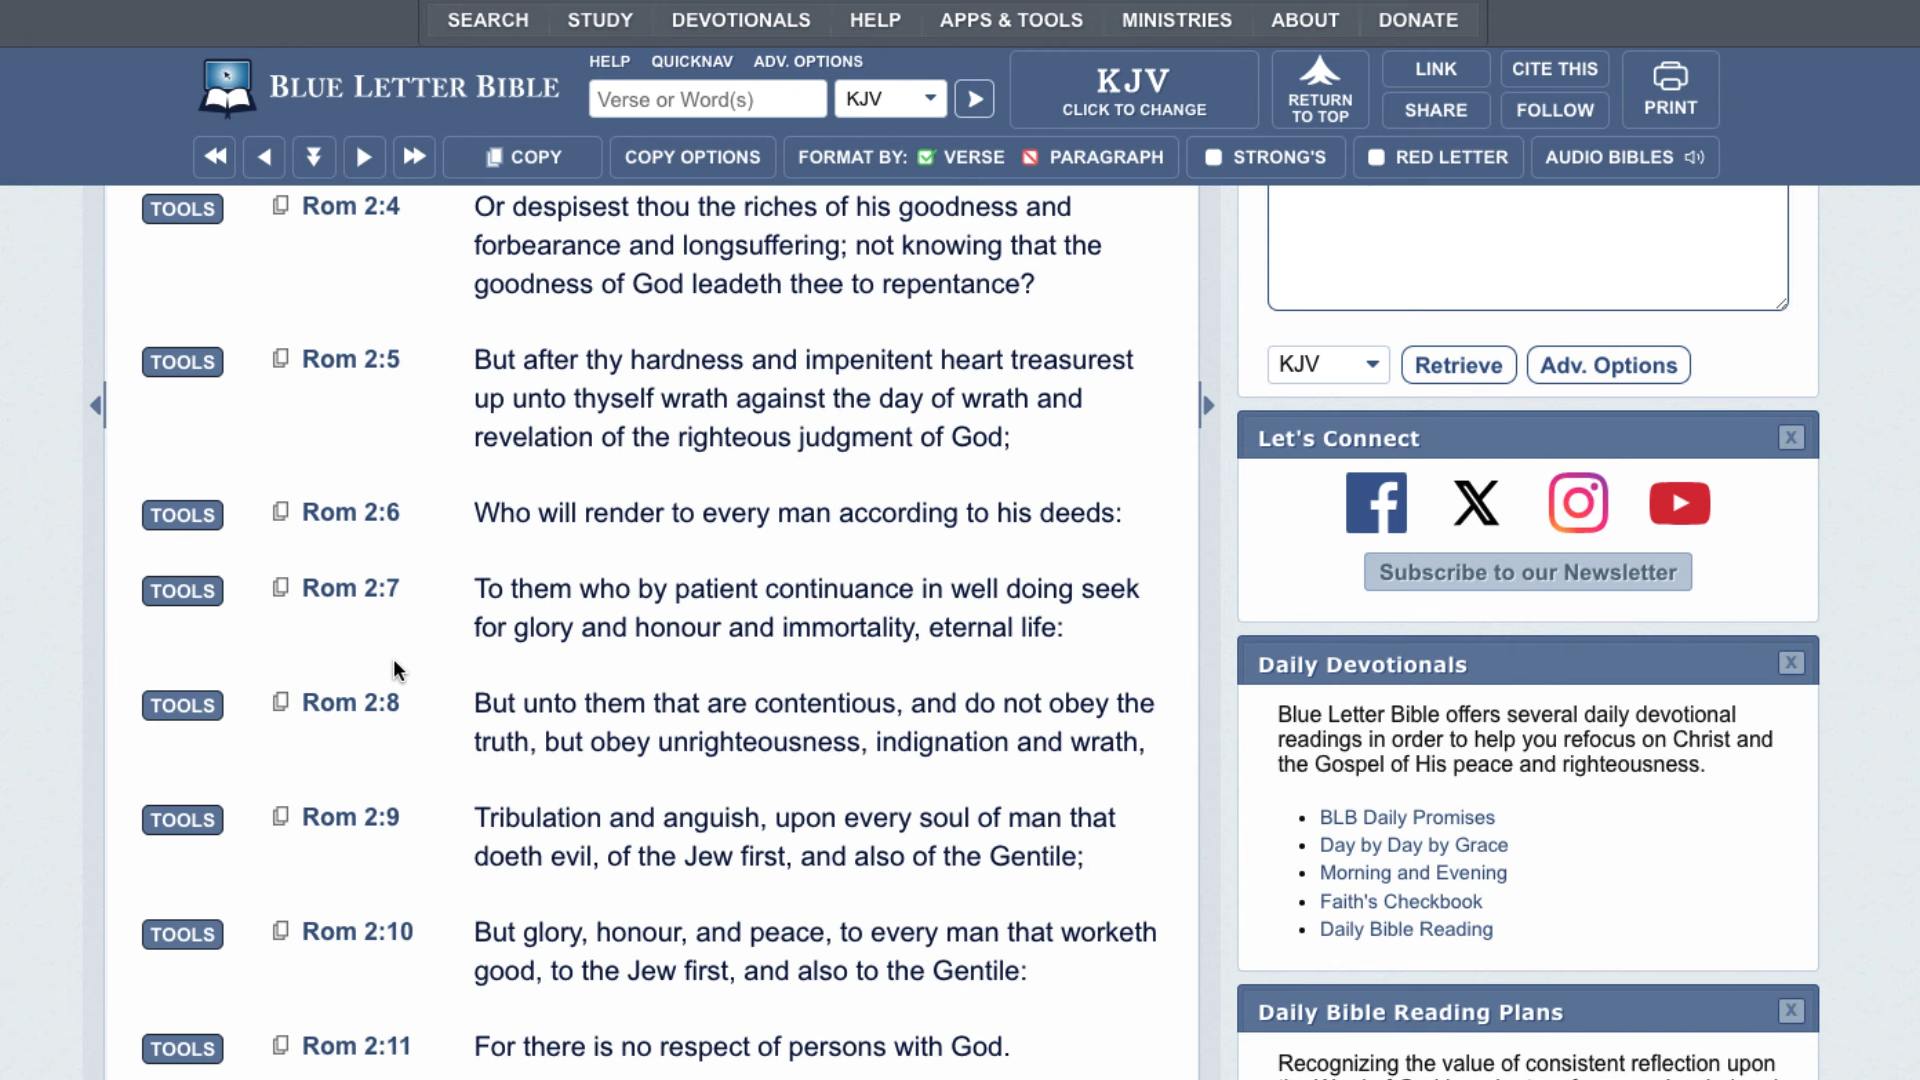 SEARCH STUDY DEVOTIONALS HELP APPS & TOOLS MINISTRIES ABOUT DONATE
BLUE LETTER BIBLE
HELP QUICKNAV ADV. OPTIONS
Verse or Word(s) KJV
KJV
CLICK TO CHANGE
RETURN
TO TOP
LINK
SHARE
CITE THIS
FOLLOW
PRINT
COPY COPY OPTIONS FORMAT BY: VERSE PARAGRAPH STRONG'S RED LETTER AUDIO BIBLES
TOOLS Rom 2:4 Or despisest thou the riches of his goodness and
forbearance and longsuffering; not knowing that the
goodness of God leadeth thee to repentance?
TOOLS Rom 2:5 But after thy hardness and impenitent heart treasurest
up unto thyself wrath against the day of wrath and
revelation of the righteous judgment of God;
TOOLS Rom 2:6 Who will render to every man according to his deeds:
TOOLS Rom 2:7 To them who by patient continuance in well doing seek
for glory and honour and immortality, eternal life:
TOOLS Rom 2:8 But unto them that are contentious, and do not obey the
truth, but obey unrighteousness, indignation and wrath,
TOOLS Rom 2:9 Tribulation and anguish, upon every soul of man that
doeth evil, of the Jew first, and also of the Gentile;
TOOLS Rom 2:10 But glory, honour, and peace, to every man that worketh
good, to the Jew first, and also to the Gentile:
TOOLS Rom 2:11 For there is no respect of persons with God.
KJV Retrieve Adv. Options
Let's Connect X
Subscribe to our Newsletter
Daily Devotionals X
Blue Letter Bible offers several daily devotional
readings in order to help you refocus on Christ and
the Gospel of His peace and righteousness.
• BLB Daily Promises
• Day by Day by Grace
• Morning and Evening
• Faith's Checkbook
• Daily Bible Reading
Daily Bible Reading Plans X
Recognizing the value of consistent reflection upon